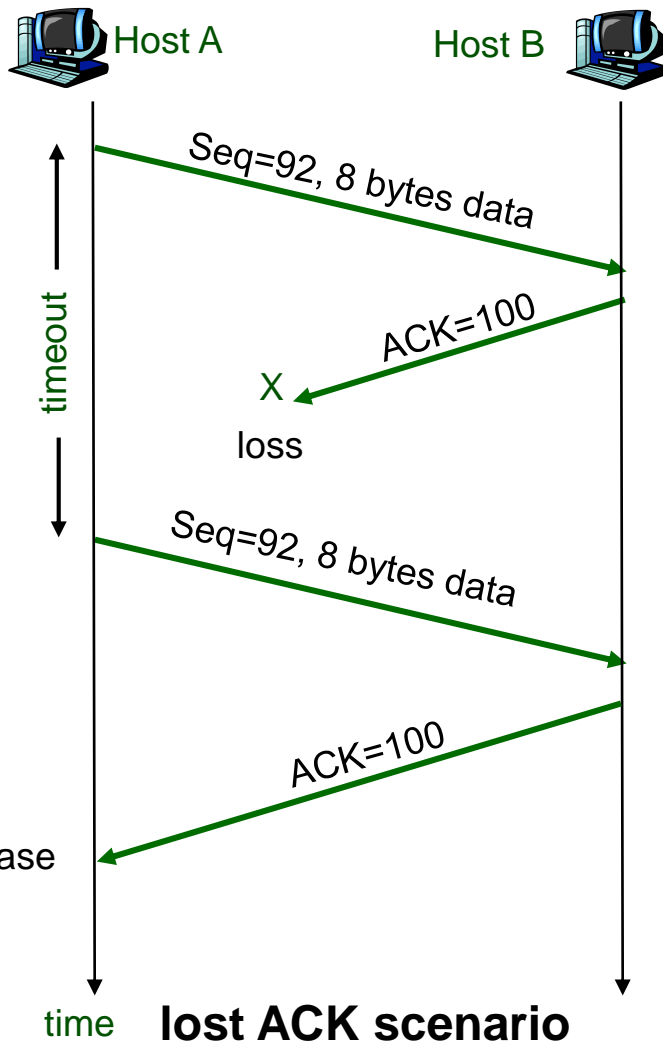 Host A
Host B
Seq=92, 8 bytes data
timeout
ACK=100
X
loss
Seq=92, 8 bytes data
ACK=100
ase
time
lost ACK scenario